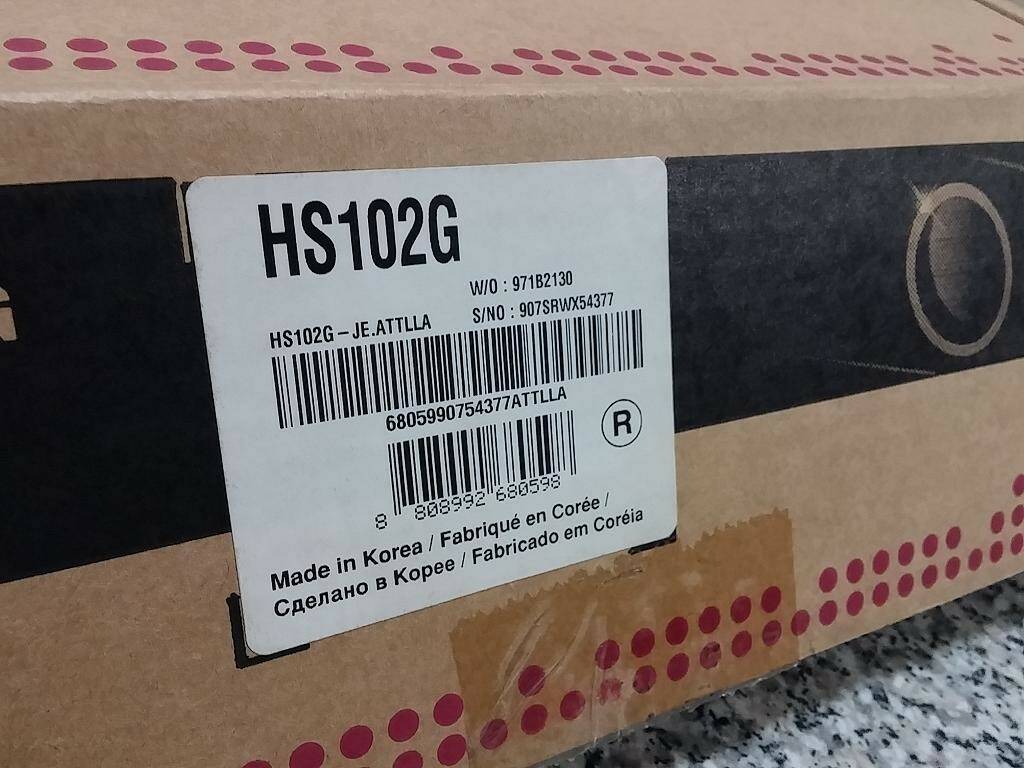 HS102G
W/O : 971B2130
HS102G-JE.ATTLLA
S/NO : 907SRWX54377
6805990754377ATTLLA
R
8 808992 680598
Made in Korea / Fabriqué en Corée /
Сделано в Корее / Fabricado em Coréia